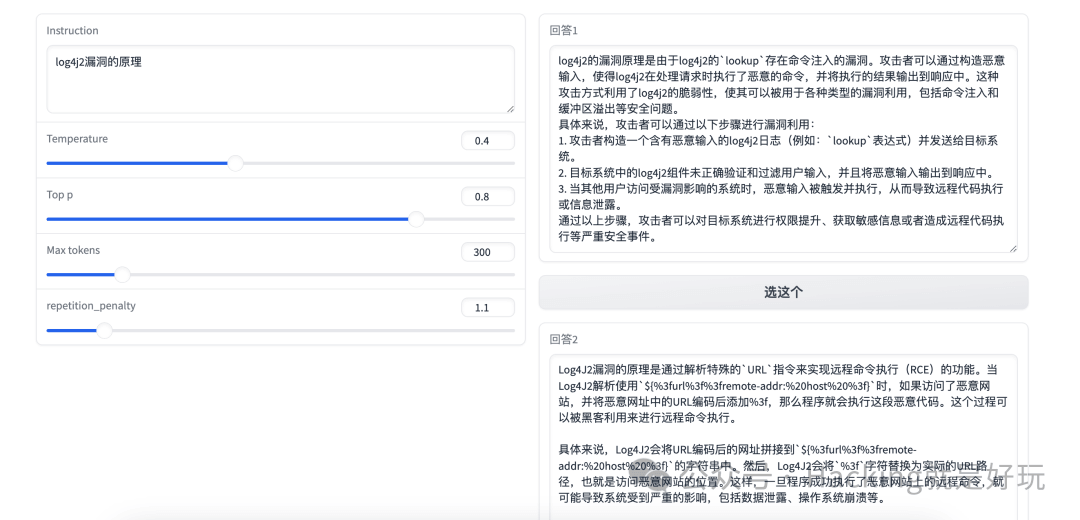 Instruction
log4j2漏洞的原理
Temperature
0.4
Top p
0.8
Max tokens
300
repetition_penalty
1.1
回答1
log4j2的漏洞原理是由于log4j2的`lookup`存在命令注入的漏洞。攻击者可以通过构造恶意
输入，使得log4j2在处理请求时执行了恶意的命令，并将执行的结果输出到响应中。这种
攻击方式利用了log4j2的脆弱性，使其可以被用于各种类型的漏洞利用，包括命令注入和
缓冲区溢出等安全问题。
具体来说，攻击者可以通过以下步骤进行漏洞利用：
1. 攻击者构造一个含有恶意输入的log4j2日志（例如：`lookup`表达式）并发送给目标系
统。
2. 目标系统中的log4j2组件未正确验证和过滤用户输入，并且将恶意输入输出到响应中。
3. 当其他用户访问受漏洞影响的系统时，恶意输入被触发并执行，从而导致远程代码执行
或信息泄露。
通过以上步骤，攻击者可以对目标系统进行权限提升、获取敏感信息或者造成远程代码执
行等严重安全事件。
选这个
回答2
Log4J2漏洞的原理是通过解析特殊的`URL`指令来实现远程命令执行（RCE）的功能。当
Log4J2解析使用`${%3furl%3f%3fremote-addr:%20host%20%3f}`时，如果访问了恶意网
站，并将恶意网址中的URL编码后添加%3f，那么程序就会执行这段恶意代码。这个过程可
以被黑客利用来进行远程命令执行。
具体来说，Log4J2会将URL编码后的网址拼接到`${%3furl%3f%3fremote-
addr:%20host%20%3f}`的字符串中。然后，Log4J2会将`%3f`字符替换为实际的URL路
径，也就是访问恶意网站的位置。这样，一旦程序成功执行了恶意网站上的远程命令，就
可能导致系统受到严重的影响，包括数据泄露、操作系统崩溃等。
公众号 · Hacking就是好玩